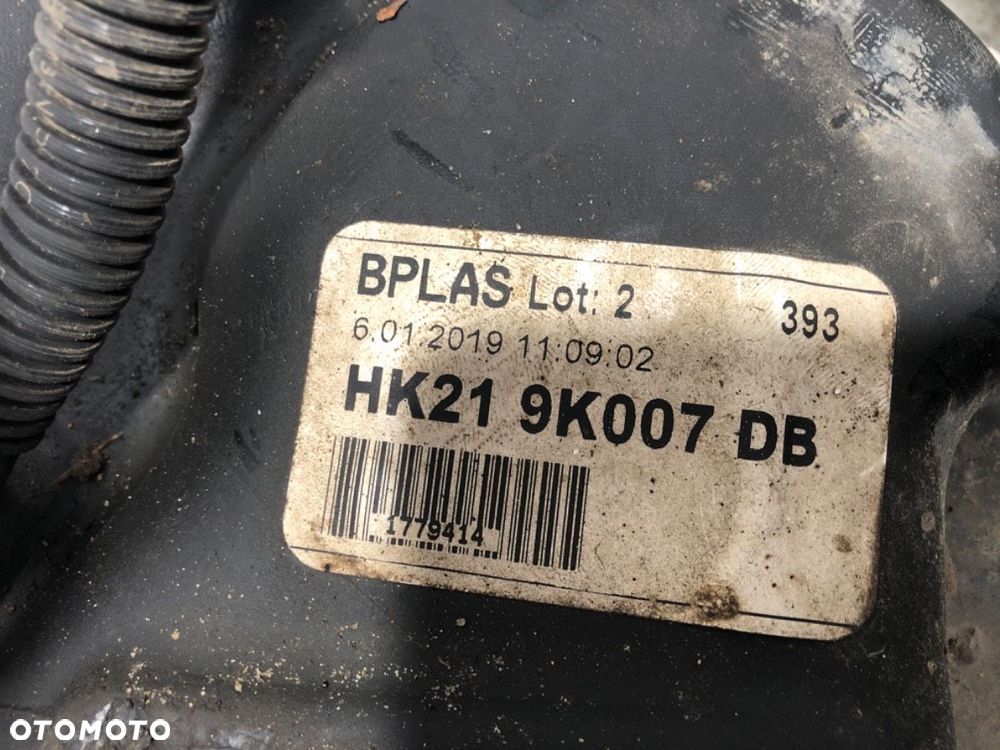 BPLAS Lot: 2 393
6.01.2019 11:09:02
HK21 9K007 DB
1779414
OTOMOTO